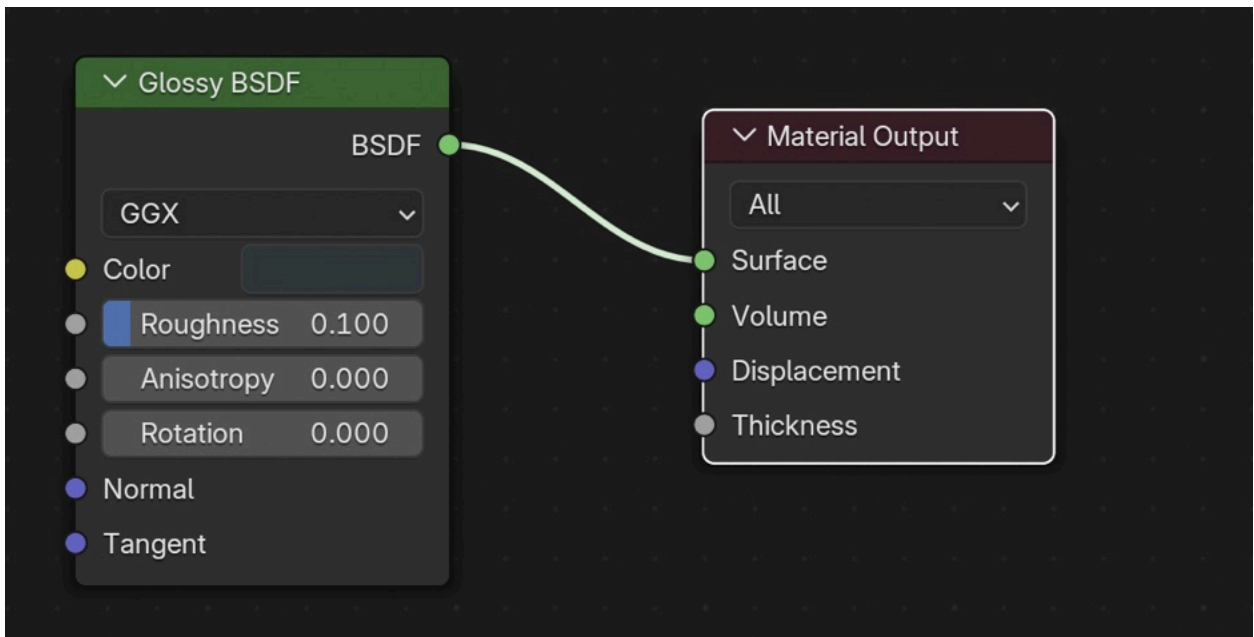 Glossy BSDF
BSDF
GGX
Color
Roughness 0.100
Anisotropy 0.000
Rotation 0.000
Normal
Tangent
Material Output
All
Surface
Volume
Displacement
Thickness